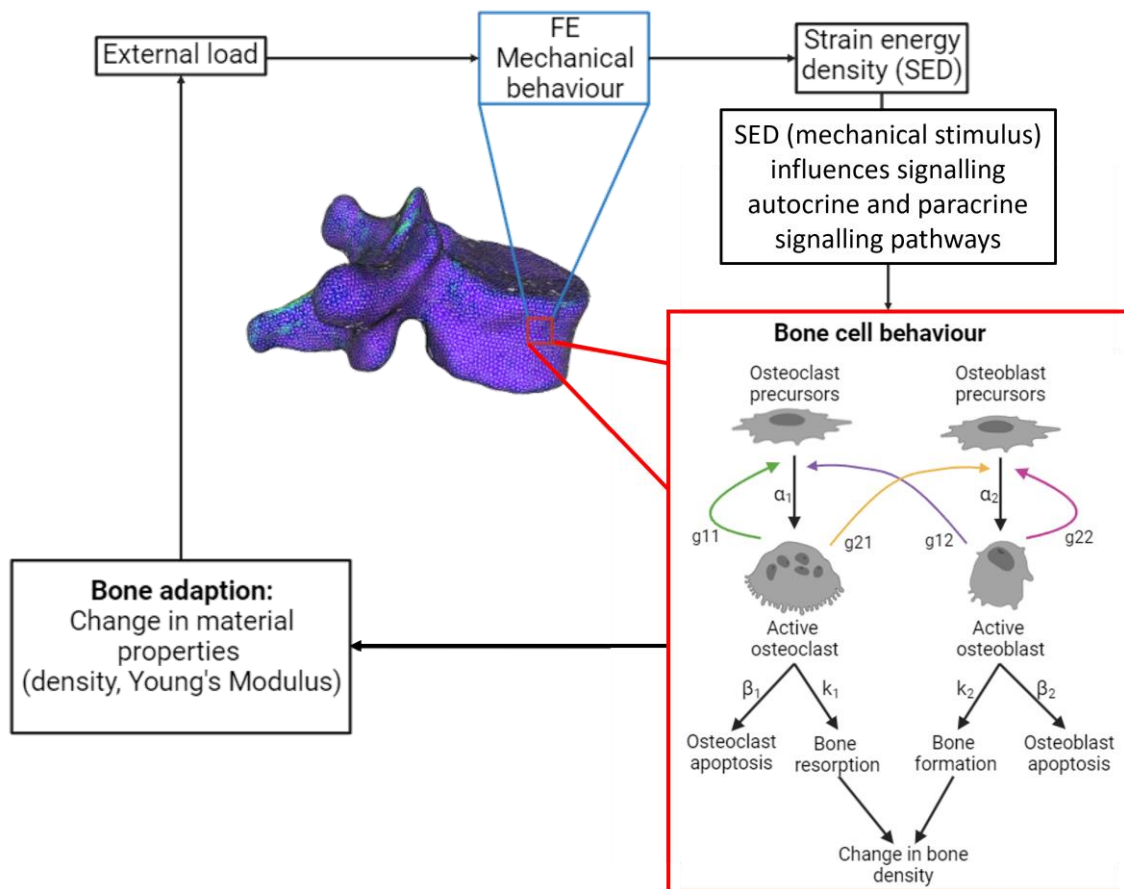 External load
FE
Mechanical
behaviour
Strain energy
density (SED)
SED (mechanical stimulus)
influences signalling
autocrine and paracrine
signalling pathways
Bone cell behaviour
Osteoclast
precursors
Osteoblast
precursors
α₁
α₂
g11
g21
g12
g22
Active
osteoclast
Active
osteoblast
β₁
k₁
k₂
β₂
Osteoclast
apoptosis
Bone
resorption
Bone
formation
Osteoblast
apoptosis
Change in bone
density
Bone adaption:
Change in material
properties
(density, Young's Modulus)